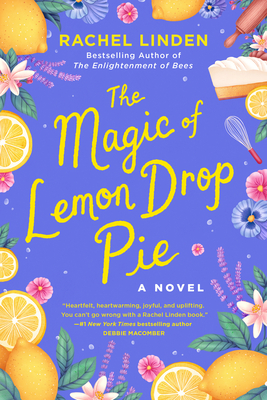 RACHEL LINDEN
Bestselling Author of
The Enlightenment of Bees
The
Magic of
Lemon Drop
Pie
A NOVEL
"Heartfelt, heartwarming, joyful, and uplifting.
You can't go wrong with a Rachel Linden book."
—#1 New York Times bestselling author
DEBBIE MACOMBER